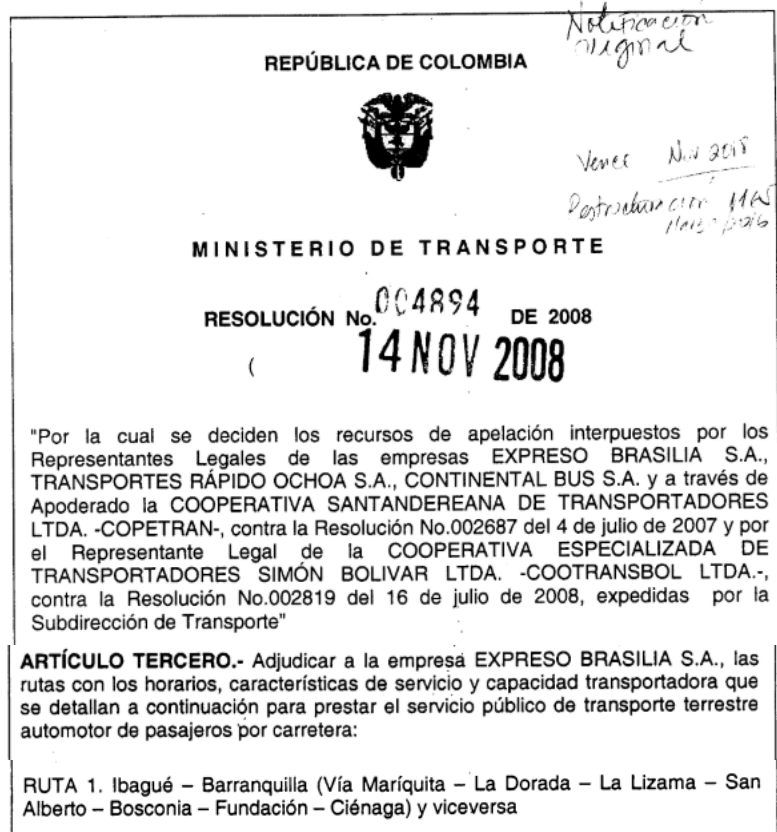 Notificación
original
REPÚBLICA DE COLOMBIA
Vence Nov 2018
MINISTERIO DE TRANSPORTE
RESOLUCIÓN No. 004894 DE 2008
( 14 NOV 2008
"Por la cual se deciden los recursos de apelación interpuestos por los
Representantes Legales de las empresas EXPRESO BRASILIA S.A.,
TRANSPORTES RÁPIDO OCHOA S.A., CONTINENTAL BUS S.A. y a través de
Apoderado la COOPERATIVA SANTANDEREANA DE TRANSPORTADORES
LTDA. -COPETRAN-, contra la Resolución No.002687 del 4 de julio de 2007 y por
el Representante Legal de la COOPERATIVA ESPECIALIZADA DE
TRANSPORTADORES SIMÓN BOLIVAR LTDA. -COOTRANSBOL LTDA.-,
contra la Resolución No.002819 del 16 de julio de 2008, expedidas por la
Subdirección de Transporte"
ARTÍCULO TERCERO.- Adjudicar a la empresa EXPRESO BRASILIA S.A., las
rutas con los horarios, características de servicio y capacidad transportadora que
se detallan a continuación para prestar el servicio público de transporte terrestre
automotor de pasajeros por carretera:
RUTA 1. Ibagué – Barranquilla (Vía Maríquita – La Dorada – La Lizama – San
Alberto – Bosconia – Fundación – Ciénaga) y viceversa